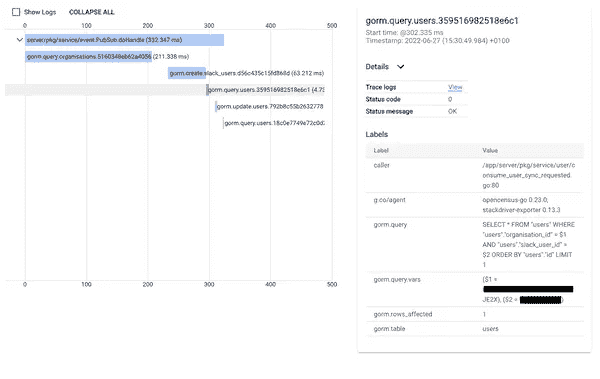 Show Logs COLLAPSE ALL
0 100 200 300 400 500
server/pkg/service/event.PubSub.doHandle (332.347 ms)
gorm.query.organisations.5160348eb62a4056 (211.338 ms)
gorm.create.slack_users.d56c435c15fd868d (63.212 ms)
gorm.query.users.359516982518e6c1 (4.73
gorm.update.users.792b8c55b2632778
gorm.query.users.18c0e7749e72c0d
0 100 200 300 400 500
gorm.query.users.359516982518e6c1
Start time: @302.335 ms
Timestamp: 2022-06-27 (15:30:49.984) +0100
Details
Trace logs View
Status code 0
Status message OK
Labels
Label Value
caller /app/server/pkg/service/user/c
onsume_user_sync_requested.
go:80
g.co/agent opencensus-go 0.23.0;
stackdriver-exporter 0.13.3
gorm.query SELECT * FROM "users" WHERE
"users"."organisation_id" = $1
AND "users"."slack_user_id" =
$2 ORDER BY "users"."id" LIMIT
1
gorm.query.vars ($1 =
JE2X), ($2 = )
gorm.rows_affected 1
gorm.table users